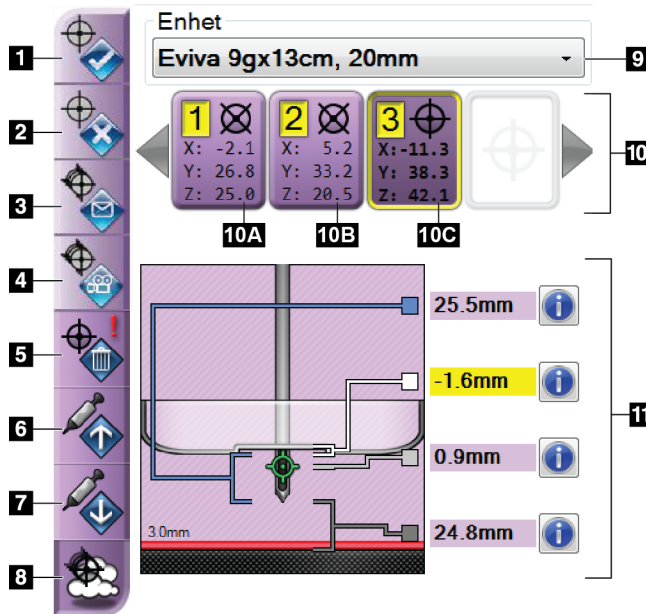 Enhet
1
Eviva 9gx13cm, 20mm
9
1
2
3
2
X: -2.1
X: 5.2
X:-11.3
10
Y: 26.8
Y: 33.2
Y: 38.3
Z: 25.0
Z: 20.5
Z: 42.1
3
10A
10B
10C
4
25.5mm
!
5
-1.6mm
6
11
0.9mm
7
3.0mm
24.8mm
8